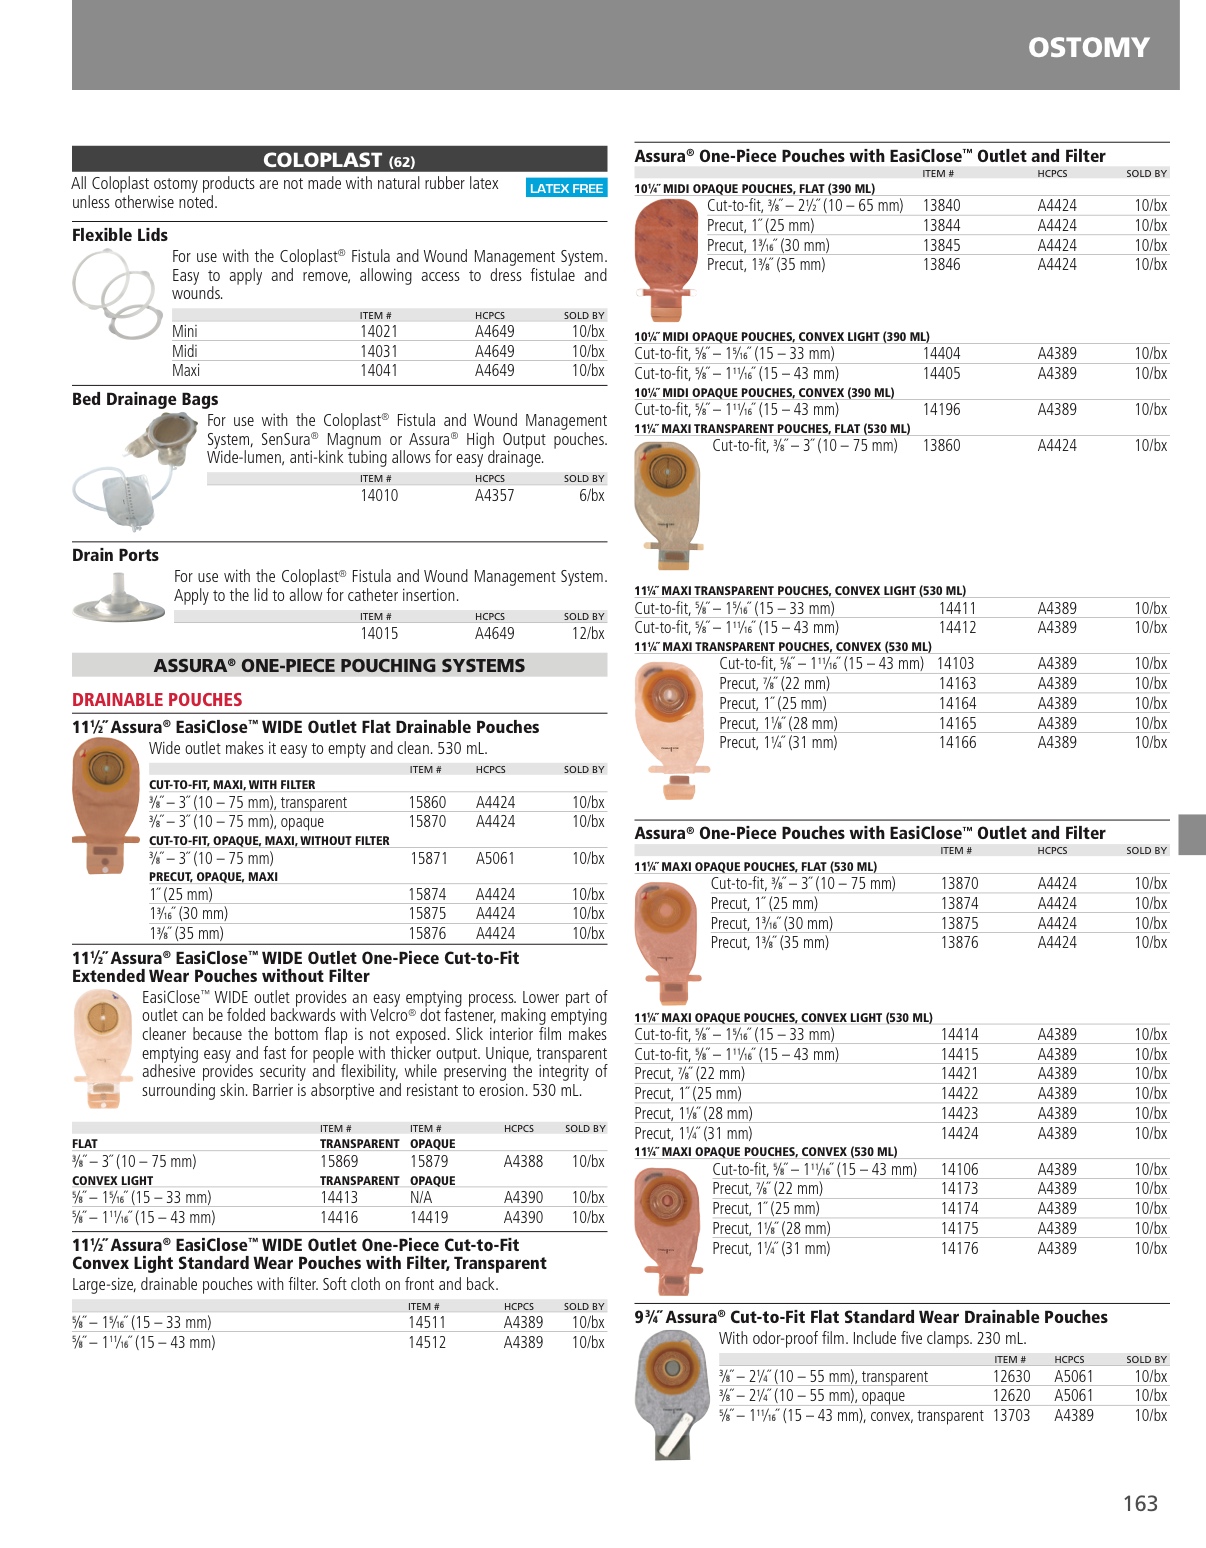 OSTOMY
COLOPLAST (62)
All Coloplast ostomy products are not made with natural rubber latex
unless otherwise noted.
LATEX FREE
Flexible Lids
For use with the Coloplast® Fistula and Wound Management System.
Easy to apply and remove, allowing access to dress fistulae and
wounds.
ITEM # HCPCS SOLD BY
Mini 14021 A4649 10/bx
Midi 14031 A4649 10/bx
Maxi 14041 A4649 10/bx
Bed Drainage Bags
For use with the Coloplast® Fistula and Wound Management
System, SenSura® Magnum or Assura® High Output pouches.
Wide-lumen, anti-kink tubing allows for easy drainage.
ITEM # HCPCS SOLD BY
14010 A4357 6/bx
Drain Ports
For use with the Coloplast® Fistula and Wound Management System.
Apply to the lid to allow for catheter insertion.
ITEM # HCPCS SOLD BY
14015 A4649 12/bx
ASSURA® ONE-PIECE POUCHING SYSTEMS
DRAINABLE POUCHES
11½˝ Assura® EasiClose™ WIDE Outlet Flat Drainable Pouches
Wide outlet makes it easy to empty and clean. 530 mL.
ITEM # HCPCS SOLD BY
CUT-TO-FIT, MAXI, WITH FILTER
⅜˝ – 3˝ (10 – 75 mm), transparent 15860 A4424 10/bx
⅜˝ – 3˝ (10 – 75 mm), opaque 15870 A4424 10/bx
CUT-TO-FIT, OPAQUE, MAXI, WITHOUT FILTER
⅜˝ – 3˝ (10 – 75 mm) 15871 A5061 10/bx
PRECUT, OPAQUE, MAXI
1˝ (25 mm) 15874 A4424 10/bx
1³⁄₁₆˝ (30 mm) 15875 A4424 10/bx
1⅜˝ (35 mm) 15876 A4424 10/bx
11½˝ Assura® EasiClose™ WIDE Outlet One-Piece Cut-to-Fit
Extended Wear Pouches without Filter
EasiClose™ WIDE outlet provides an easy emptying process. Lower part of
outlet can be folded backwards with Velcro® dot fastener, making emptying
cleaner because the bottom flap is not exposed. Slick interior film makes
emptying easy and fast for people with thicker output. Unique, transparent
adhesive provides security and flexibility, while preserving the integrity of
surrounding skin. Barrier is absorptive and resistant to erosion. 530 mL.
ITEM # ITEM # HCPCS SOLD BY
FLAT TRANSPARENT OPAQUE
⅜˝ – 3˝ (10 – 75 mm) 15869 15879 A4388 10/bx
CONVEX LIGHT TRANSPARENT OPAQUE
⅝˝ – 1⁵⁄₁₆˝ (15 – 33 mm) 14413 N/A A4390 10/bx
⅝˝ – 1¹¹⁄₁₆˝ (15 – 43 mm) 14416 14419 A4390 10/bx
11½˝ Assura® EasiClose™ WIDE Outlet One-Piece Cut-to-Fit
Convex Light Standard Wear Pouches with Filter, Transparent
Large-size, drainable pouches with filter. Soft cloth on front and back.
ITEM # HCPCS SOLD BY
⅝˝ – 1⁵⁄₁₆˝ (15 – 33 mm) 14511 A4389 10/bx
⅝˝ – 1¹¹⁄₁₆˝ (15 – 43 mm) 14512 A4389 10/bx
Assura® One-Piece Pouches with EasiClose™ Outlet and Filter
ITEM # HCPCS SOLD BY
10¼˝ MIDI OPAQUE POUCHES, FLAT (390 ML)
Cut-to-fit, ⅜˝ – 2½˝ (10 – 65 mm) 13840 A4424 10/bx
Precut, 1˝ (25 mm) 13844 A4424 10/bx
Precut, 1³⁄₁₆˝ (30 mm) 13845 A4424 10/bx
Precut, 1⅜˝ (35 mm) 13846 A4424 10/bx
10¼˝ MIDI OPAQUE POUCHES, CONVEX LIGHT (390 ML)
Cut-to-fit, ⅝˝ – 1⁵⁄₁₆˝ (15 – 33 mm) 14404 A4389 10/bx
Cut-to-fit, ⅝˝ – 1¹¹⁄₁₆˝ (15 – 43 mm) 14405 A4389 10/bx
10¼˝ MIDI OPAQUE POUCHES, CONVEX (390 ML)
Cut-to-fit, ⅝˝ – 1¹¹⁄₁₆˝ (15 – 43 mm) 14196 A4389 10/bx
11¼˝ MAXI TRANSPARENT POUCHES, FLAT (530 ML)
Cut-to-fit, ⅜˝ – 3˝ (10 – 75 mm) 13860 A4424 10/bx
11¼˝ MAXI TRANSPARENT POUCHES, CONVEX LIGHT (530 ML)
Cut-to-fit, ⅝˝ – 1⁵⁄₁₆˝ (15 – 33 mm) 14411 A4389 10/bx
Cut-to-fit, ⅝˝ – 1¹¹⁄₁₆˝ (15 – 43 mm) 14412 A4389 10/bx
11¼˝ MAXI TRANSPARENT POUCHES, CONVEX (530 ML)
Cut-to-fit, ⅝˝ – 1¹¹⁄₁₆˝ (15 – 43 mm) 14103 A4389 10/bx
Precut, ⅞˝ (22 mm) 14163 A4389 10/bx
Precut, 1˝ (25 mm) 14164 A4389 10/bx
Precut, 1⅛˝ (28 mm) 14165 A4389 10/bx
Precut, 1¼˝ (31 mm) 14166 A4389 10/bx
Assura® One-Piece Pouches with EasiClose™ Outlet and Filter
ITEM # HCPCS SOLD BY
11¼˝ MAXI OPAQUE POUCHES, FLAT (530 ML)
Cut-to-fit, ⅜˝ – 3˝ (10 – 75 mm) 13870 A4424 10/bx
Precut, 1˝ (25 mm) 13874 A4424 10/bx
Precut, 1³⁄₁₆˝ (30 mm) 13875 A4424 10/bx
Precut, 1⅜˝ (35 mm) 13876 A4424 10/bx
11¼˝ MAXI OPAQUE POUCHES, CONVEX LIGHT (530 ML)
Cut-to-fit, ⅝˝ – 1⁵⁄₁₆˝ (15 – 33 mm) 14414 A4389 10/bx
Cut-to-fit, ⅝˝ – 1¹¹⁄₁₆˝ (15 – 43 mm) 14415 A4389 10/bx
Precut, ⅞˝ (22 mm) 14421 A4389 10/bx
Precut, 1˝ (25 mm) 14422 A4389 10/bx
Precut, 1⅛˝ (28 mm) 14423 A4389 10/bx
Precut, 1¼˝ (31 mm) 14424 A4389 10/bx
11¼˝ MAXI OPAQUE POUCHES, CONVEX (530 ML)
Cut-to-fit, ⅝˝ – 1¹¹⁄₁₆˝ (15 – 43 mm) 14106 A4389 10/bx
Precut, ⅞˝ (22 mm) 14173 A4389 10/bx
Precut, 1˝ (25 mm) 14174 A4389 10/bx
Precut, 1⅛˝ (28 mm) 14175 A4389 10/bx
Precut, 1¼˝ (31 mm) 14176 A4389 10/bx
9¾˝ Assura® Cut-to-Fit Flat Standard Wear Drainable Pouches
With odor-proof film. Include five clamps. 230 mL.
ITEM # HCPCS SOLD BY
⅜˝ – 2¼˝ (10 – 55 mm), transparent 12630 A5061 10/bx
⅜˝ – 2¼˝ (10 – 55 mm), opaque 12620 A5061 10/bx
⅝˝ – 1¹¹⁄₁₆˝ (15 – 43 mm), convex, transparent 13703 A4389 10/bx
163